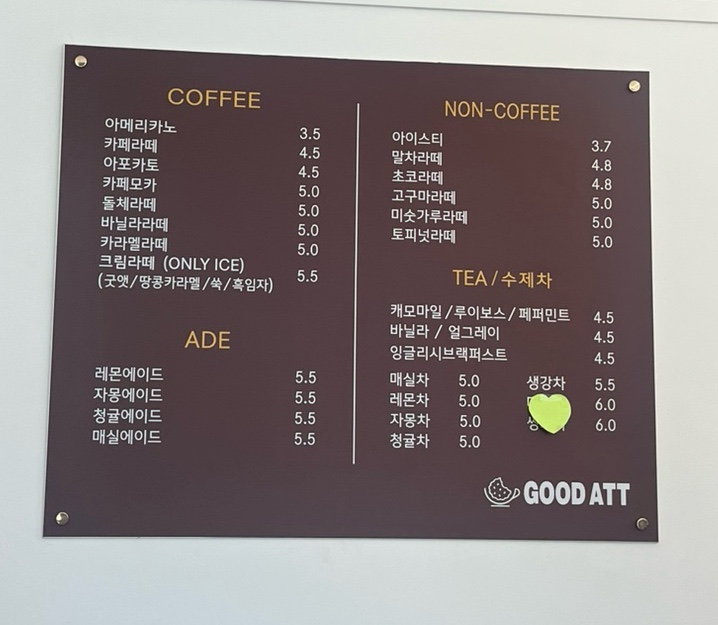 COFFEE
아메리카노 3.5
카페라떼 4.5
아포카토 4.5
카페모카 5.0
돌체라떼 5.0
바닐라라떼 5.0
카라멜라떼 5.0
크림라떼 (ONLY ICE) 5.5
(굿앳/땅콩카라멜/쑥/흑임자)
ADE
레몬에이드 5.5
자몽에이드 5.5
청귤에이드 5.5
매실에이드 5.5
NON-COFFEE
아이스티 3.7
말차라떼 4.8
초코라떼 4.8
고구마라떼 5.0
미숫가루라떼 5.0
토피넛라떼 5.0
TEA/수제차
캐모마일/루이보스/페퍼민트 4.5
바닐라 / 얼그레이 4.5
잉글리시브랙퍼스트 4.5
매실차 5.0 생강차 5.5
레몬차 5.0 6.0
자몽차 5.0 6.0
청귤차 5.0
GOOD ATT